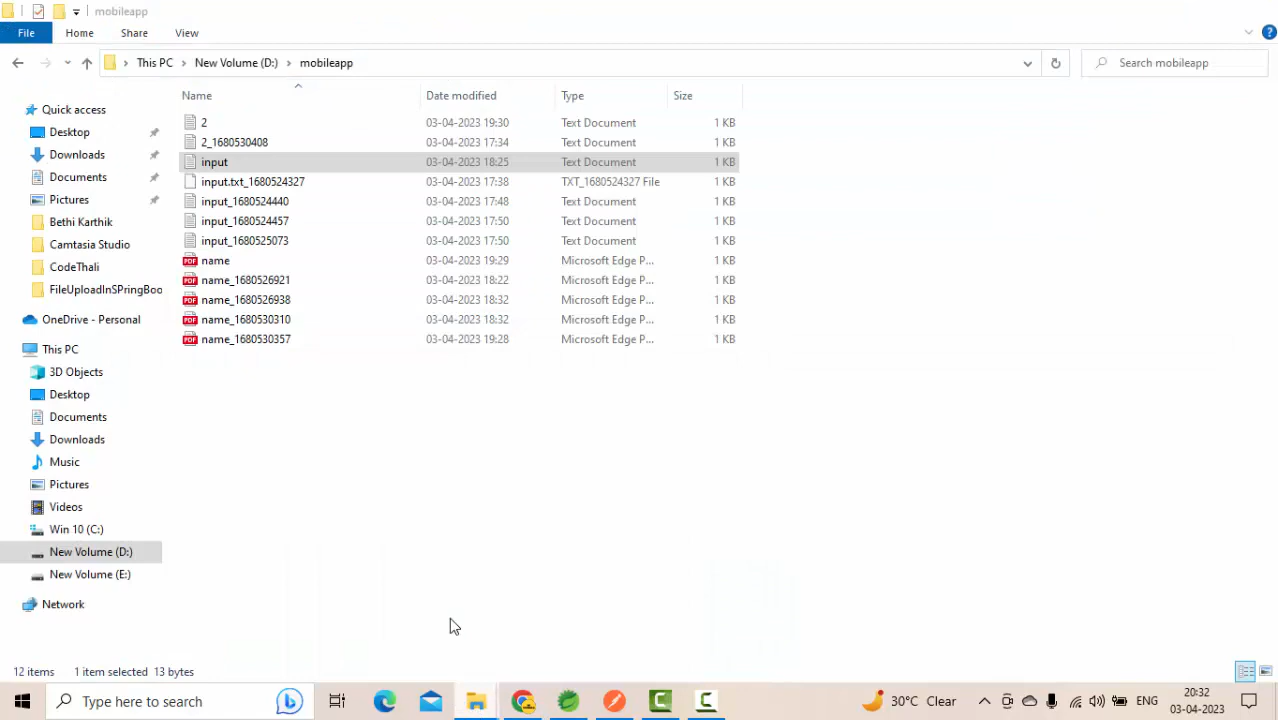 mobileapp
File Home Share View
This PC New Volume (D:) mobileapp Search mobileapp
Name Date modified Type Size
2 03-04-2023 19:30 Text Document 1 KB
2_1680530408 03-04-2023 17:34 Text Document 1 KB
input 03-04-2023 18:25 Text Document 1 KB
input.txt_1680524327 03-04-2023 17:38 TXT_1680524327 File 1 KB
input_1680524440 03-04-2023 17:48 Text Document 1 KB
input_1680524457 03-04-2023 17:50 Text Document 1 KB
input_1680525073 03-04-2023 17:50 Text Document 1 KB
name 03-04-2023 19:29 Microsoft Edge P... 1 KB
name_1680526921 03-04-2023 18:22 Microsoft Edge P... 1 KB
name_1680526938 03-04-2023 18:32 Microsoft Edge P... 1 KB
name_1680530310 03-04-2023 18:32 Microsoft Edge P... 1 KB
name_1680530357 03-04-2023 19:28 Microsoft Edge P... 1 KB
Quick access
Desktop
Downloads
Documents
Pictures
Bethi Karthik
Camtasia Studio
CodeThali
FileUploadInSPringBoo
OneDrive - Personal
This PC
3D Objects
Desktop
Documents
Downloads
Music
Pictures
Videos
Win 10 (C:)
New Volume (D:)
New Volume (E:)
Network
12 items 1 item selected 13 bytes
Type here to search
30°C Clear
ENG
20:32
03-04-2023